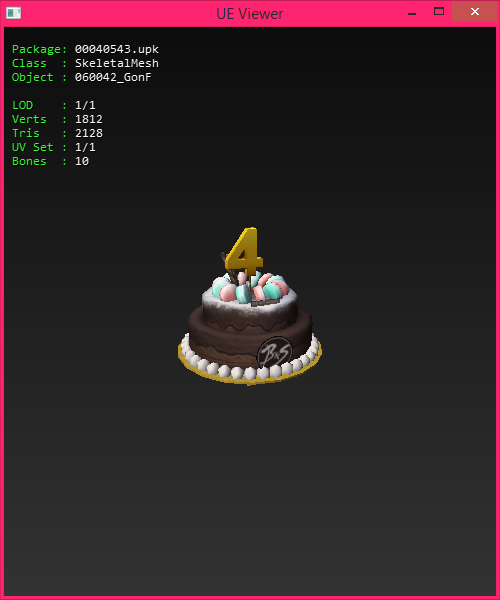 UE Viewer
Package: 00040543.upk
Class : SkeletalMesh
Object : 060042_GonF
LOD : 1/1
Verts : 1812
Tris : 2128
UV Set : 1/1
Bones : 10
4
B&S